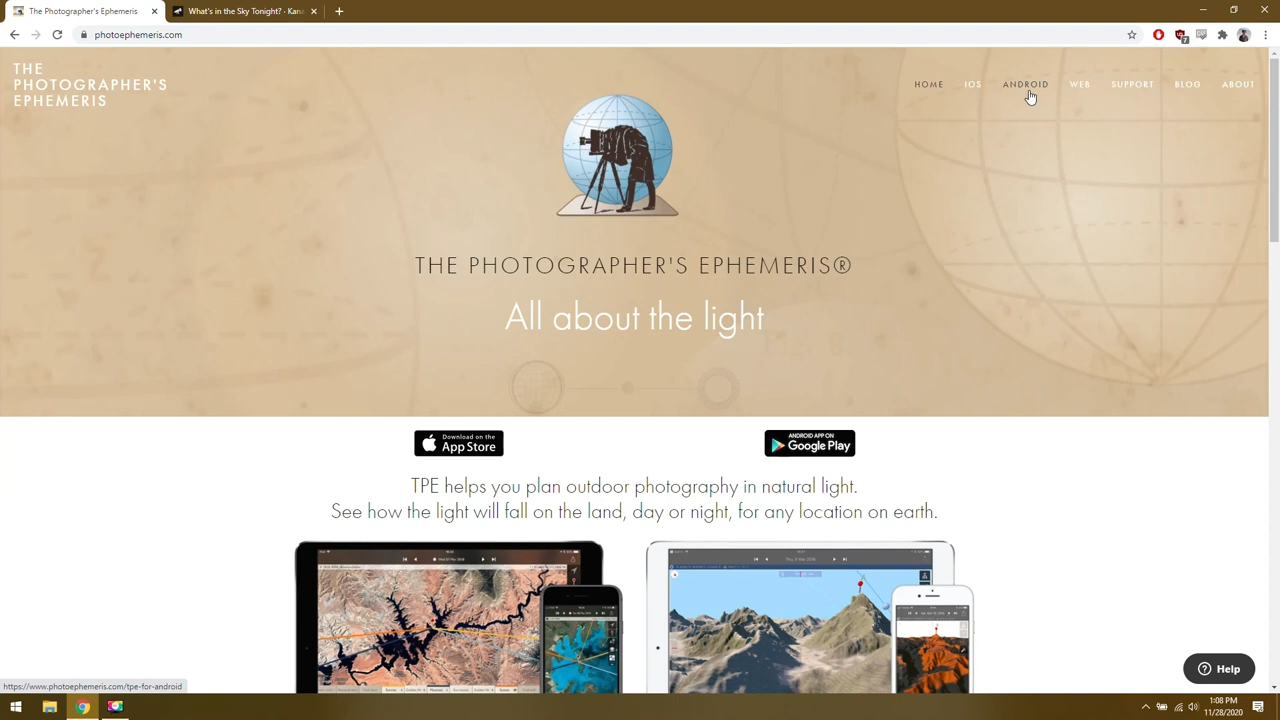 The Photographer's Ephemeris
What's in the Sky Tonight? · Kana
photoephemeris.com
7
THE
PHOTOGRAPHER'S
EPHEMERIS
HOME IOS ANDROID WEB SUPPORT BLOG ABOUT
THE PHOTOGRAPHER'S EPHEMERIS®
All about the light
Download on the
App Store
ANDROID APP ON
Google Play
TPE helps you plan outdoor photography in natural light.
See how the light will fall on the land, day or night, for any location on earth.
Help
https://www.photoephemeris.com/tpe-for-android
1:08 PM
11/28/2020